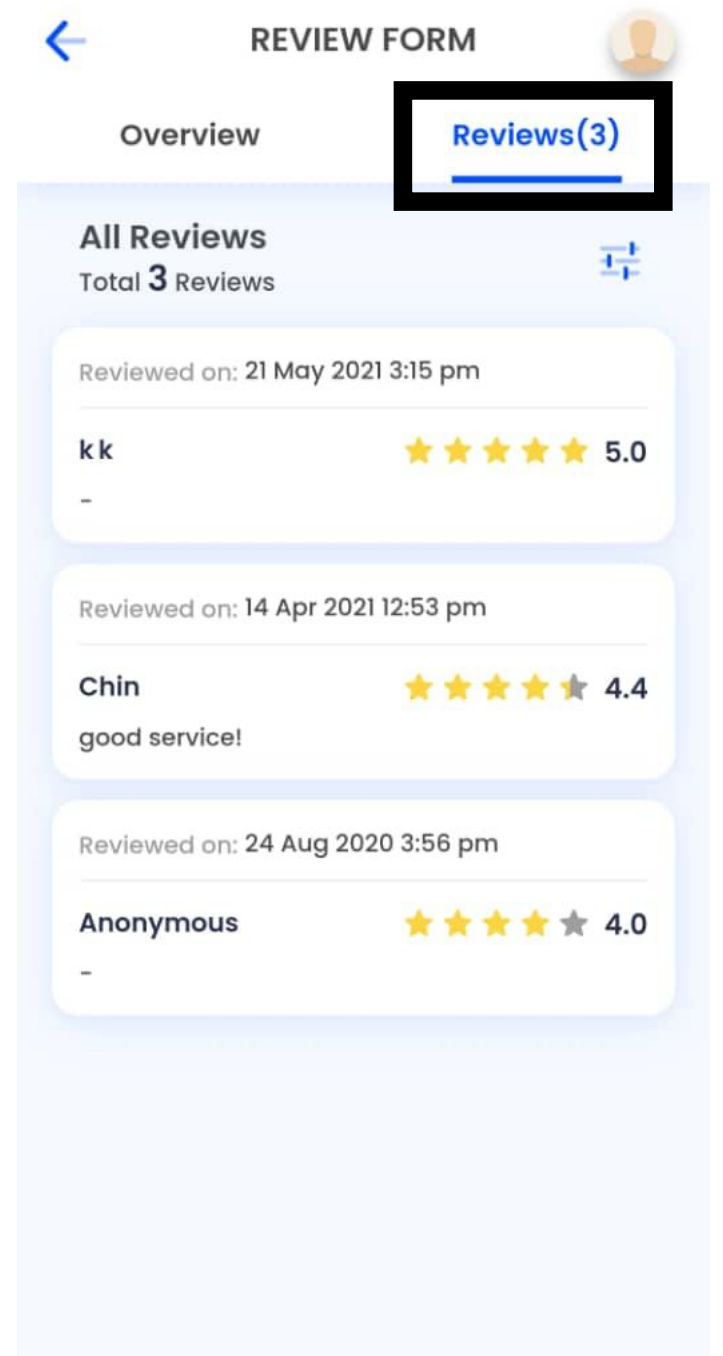 REVIEW FORM
Overview
Reviews(3)
All Reviews
Total 3 Reviews
Reviewed on: 21 May 2021 3:15 pm
k k
5.0
-
Reviewed on: 14 Apr 2021 12:53 pm
Chin
4.4
good service!
Reviewed on: 24 Aug 2020 3:56 pm
Anonymous
4.0
-